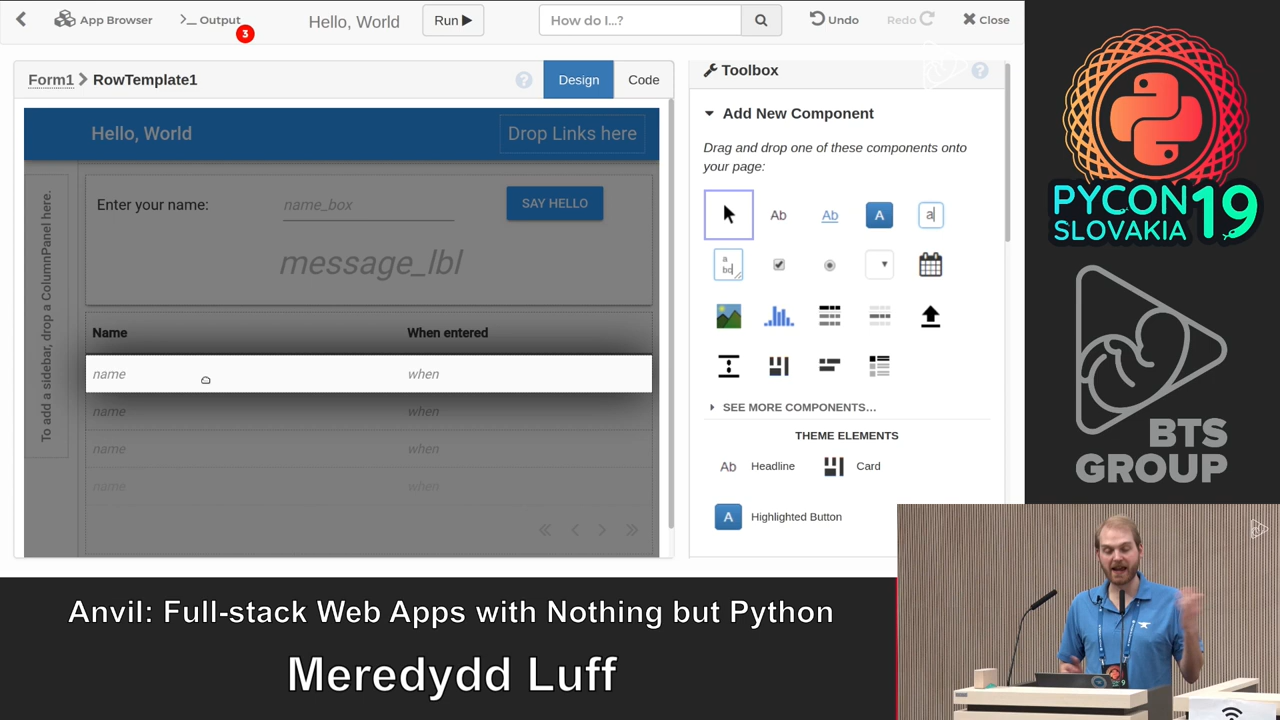 App Browser
Output
3
Hello, World
Run
How do I...?
Undo
Redo
Close
Form1
RowTemplate1
?
Design
Code
Hello, World
Drop Links here
To add a sidebar, drop a ColumnPanel here.
Enter your name:
name_box
SAY HELLO
message_lbl
Name
When entered
name
when
name
when
name
when
name
when
Toolbox
?
Add New Component
Drag and drop one of these components onto
your page:
Ab
Ab
A
a
a
bc
SEE MORE COMPONENTS...
THEME ELEMENTS
Ab
Headline
Card
A
Highlighted Button
PYCON
SLOVAKIA
19
BTS
GROUP
Anvil: Full-stack Web Apps with Nothing but Python
Meredydd Luff